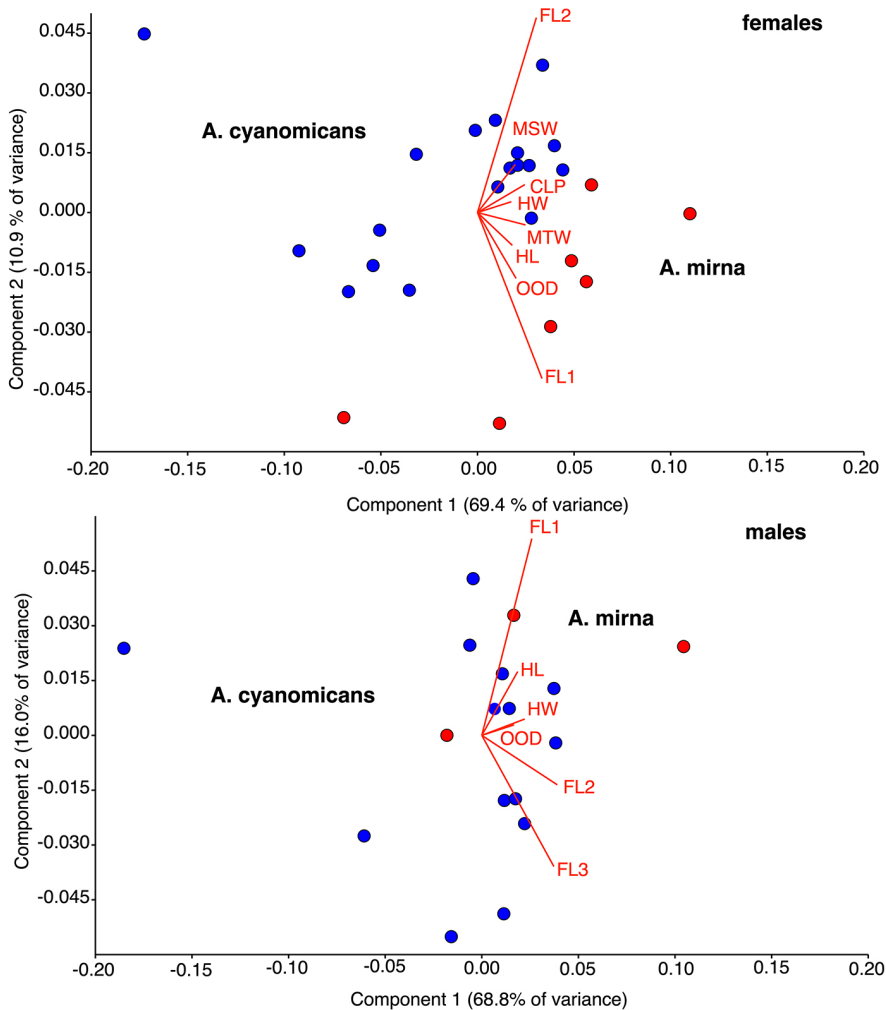 females
FL2
0.045
0.030
A. cyanomicans
MSW
0.015
CLP
HW
0.000
MTW
HL
A. mirna
-0.015
OOD
-0.030
FL1
-0.045
Component 2 (10.9 % of variance)
-0.20 -0.15 -0.10 -0.05 0.00 0.05 0.10 0.15 0.20
Component 1 (69.4 % of variance)
males
FL1
0.045
0.030
A. mirna
HL
0.015
A. cyanomicans
HW
0.000
OOD
FL2
-0.015
-0.030
FL3
-0.045
Component 2 (16.0% of variance)
-0.20 -0.15 -0.10 -0.05 0.00 0.05 0.10 0.15 0.20
Component 1 (68.8% of variance)